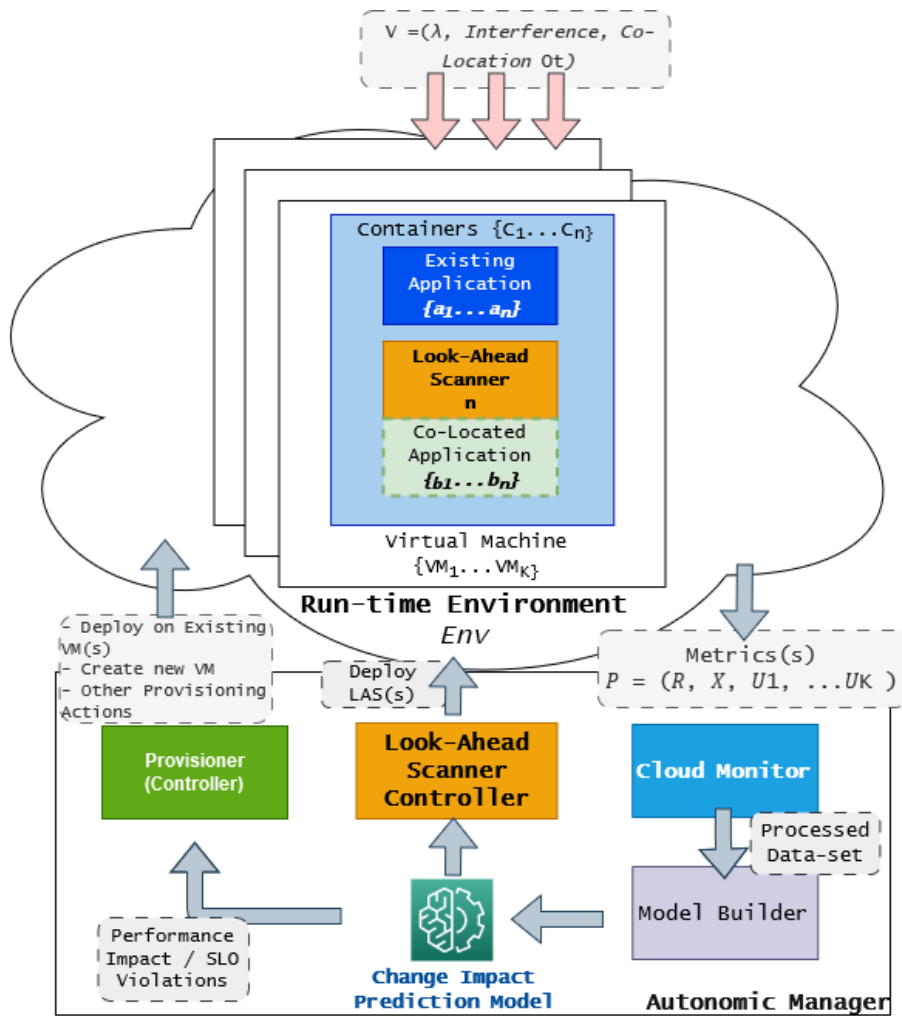 V =(λ, Interference, Co-
Location Ot)
Containers {C₁...Cₙ}
Existing
Application
{a₁...aₙ}
Look-Ahead
Scanner
n
Co-Located
Application
{b1...bₙ}
Virtual Machine
{VM₁...VMₖ}
Run-time Environment
Env
- Deploy on Existing
VM(s)
- Create new VM
- Other Provisioning
Actions
Deploy
LAS(s)
Metrics(s)
P = (R, X, U1, ...UK )
Provisioner
(Controller)
Look-Ahead
Scanner
Controller
Cloud Monitor
Processed
Data-set
Model Builder
Performance
Impact / SLO
Violations
Change Impact
Prediction Model
Autonomic Manager